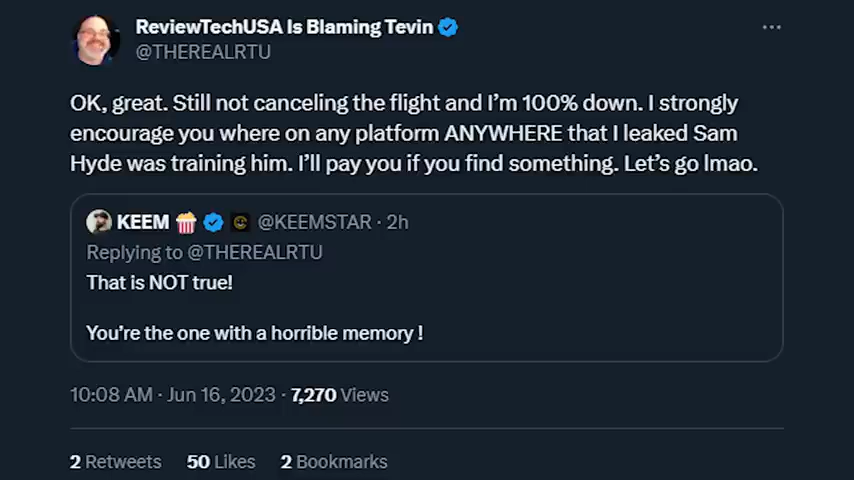 ReviewTechUSA Is Blaming Tevin
@THEREALRTU
OK, great. Still not canceling the flight and I'm 100% down. I strongly
encourage you where on any platform ANYWHERE that I leaked Sam
Hyde was training him. I'll pay you if you find something. Let's go lmao.
KEEM 🍿 @KEEMSTAR · 2h
Replying to @THEREALRTU
That is NOT true!
You're the one with a horrible memory !
10:08 AM · Jun 16, 2023 · 7,270 Views
2 Retweets 50 Likes 2 Bookmarks